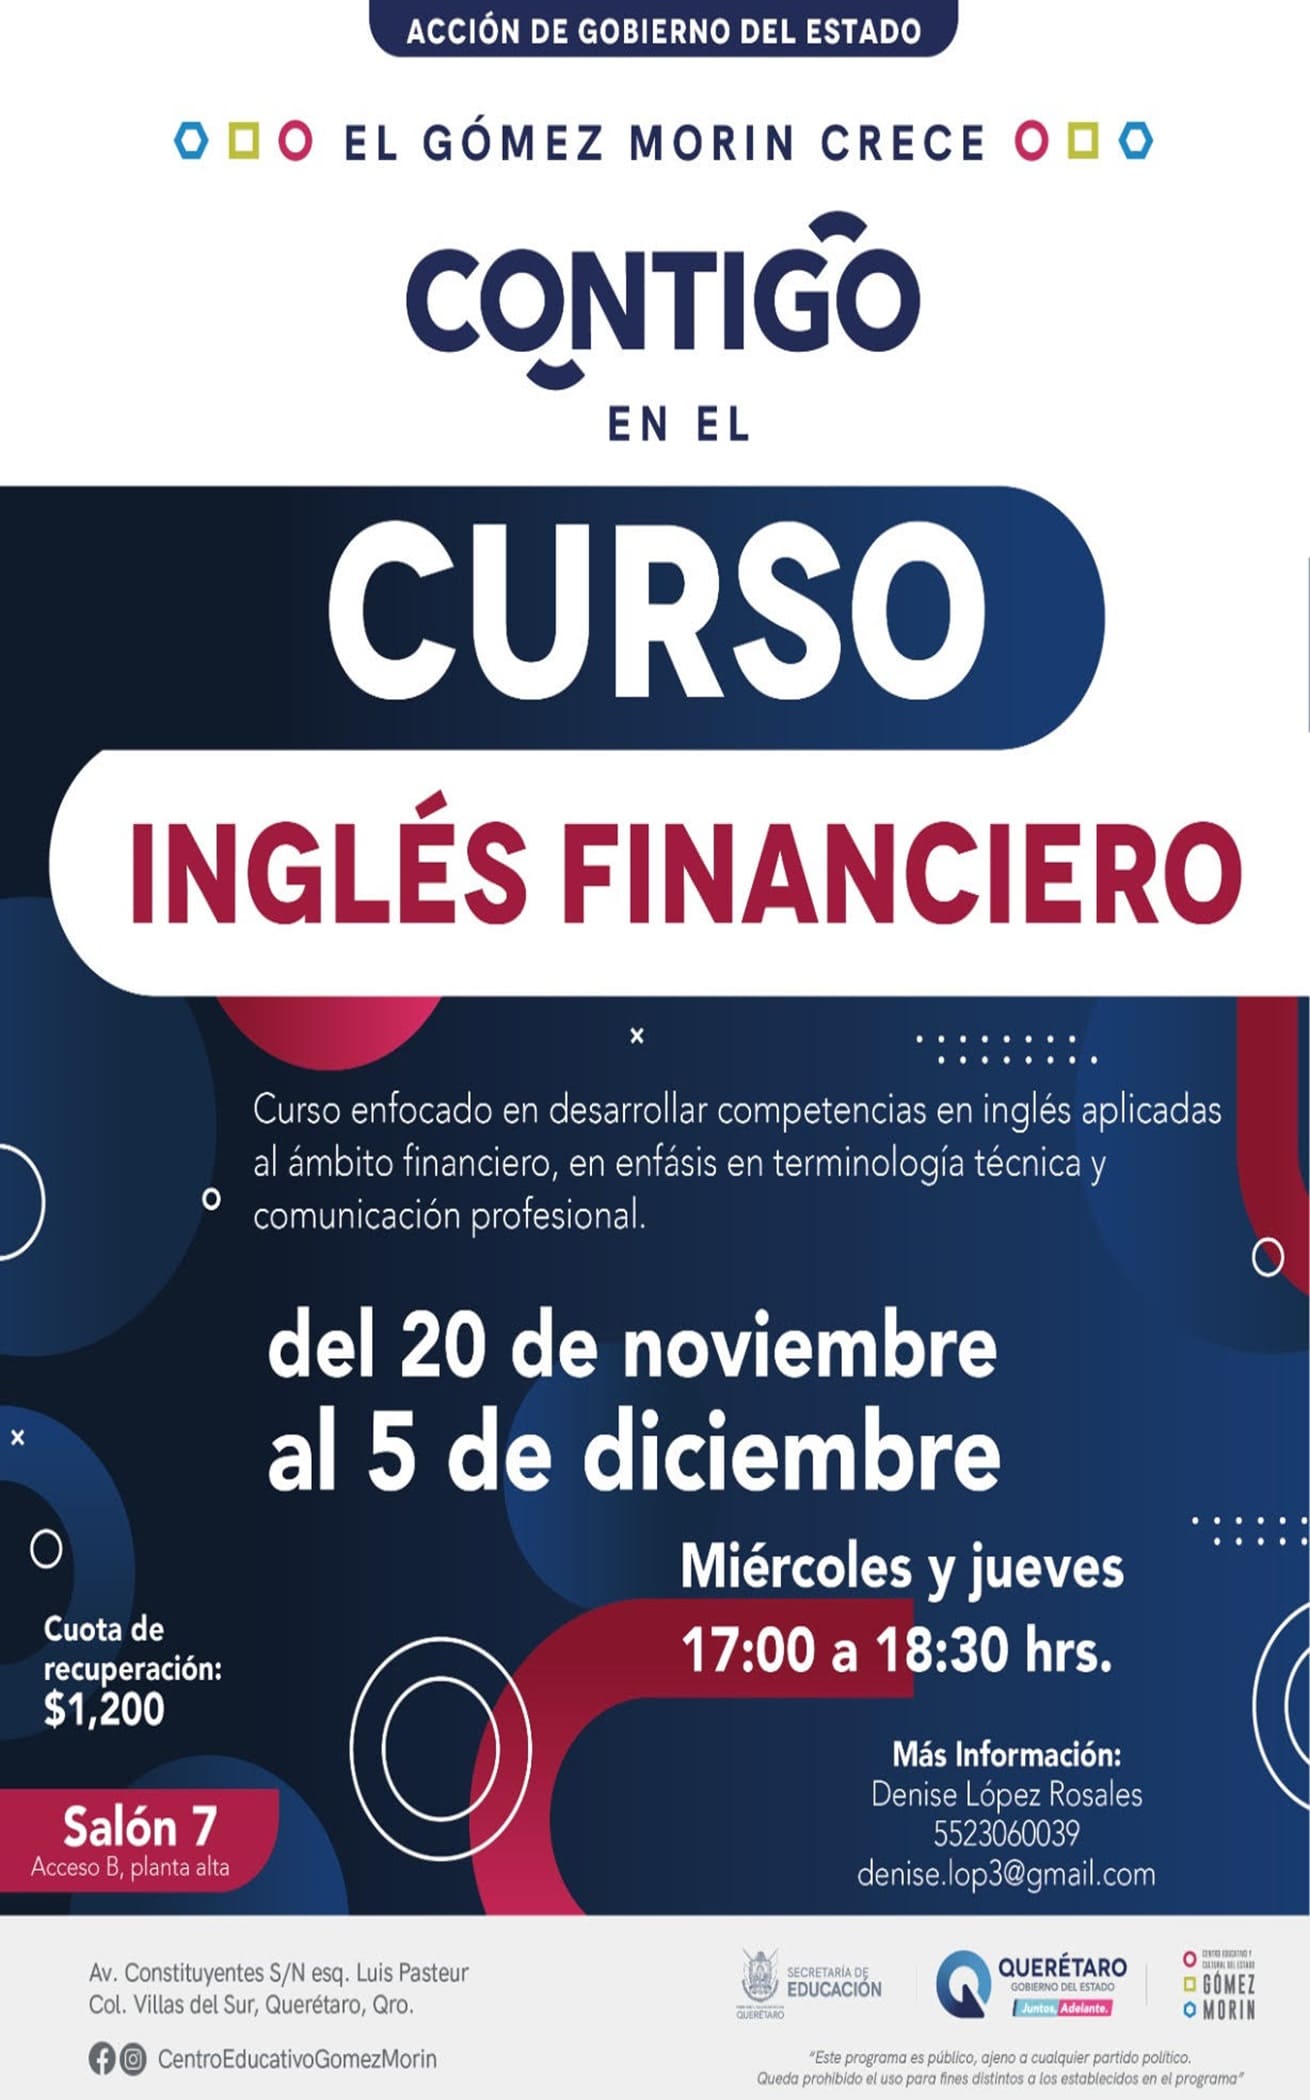 ACCIÓN DE GOBIERNO DEL ESTADO
EL GÓMEZ MORIN CRECE
CONTIGO
EN EL
CURSO
INGLÉS FINANCIERO
Curso enfocado en desarrollar competencias en inglés aplicadas
al ámbito financiero, en enfásis en terminología técnica y
comunicación profesional.
del 20 de noviembre
al 5 de diciembre
Miércoles y jueves
17:00 a 18:30 hrs.
Cuota de
recuperación:
$1,200
Salón 7
Acceso B, planta alta
Más Información:
Denise López Rosales
5523060039
denise.lop3@gmail.com
Av. Constituyentes S/N esq. Luis Pasteur
Col. Villas del Sur, Querétaro, Qro.
CentroEducativoGomezMorin
SECRETARÍA DE
EDUCACIÓN
QUERÉTARO
QUERÉTARO
GOBIERNO DEL ESTADO
Juntos, Adelante.
CENTRO EDUCATIVO Y
CULTURAL DEL ESTADO
GÓMEZ
MORIN
"Este programa es público, ajeno a cualquier partido político.
Queda prohibido el uso para fines distintos a los establecidos en el programa"